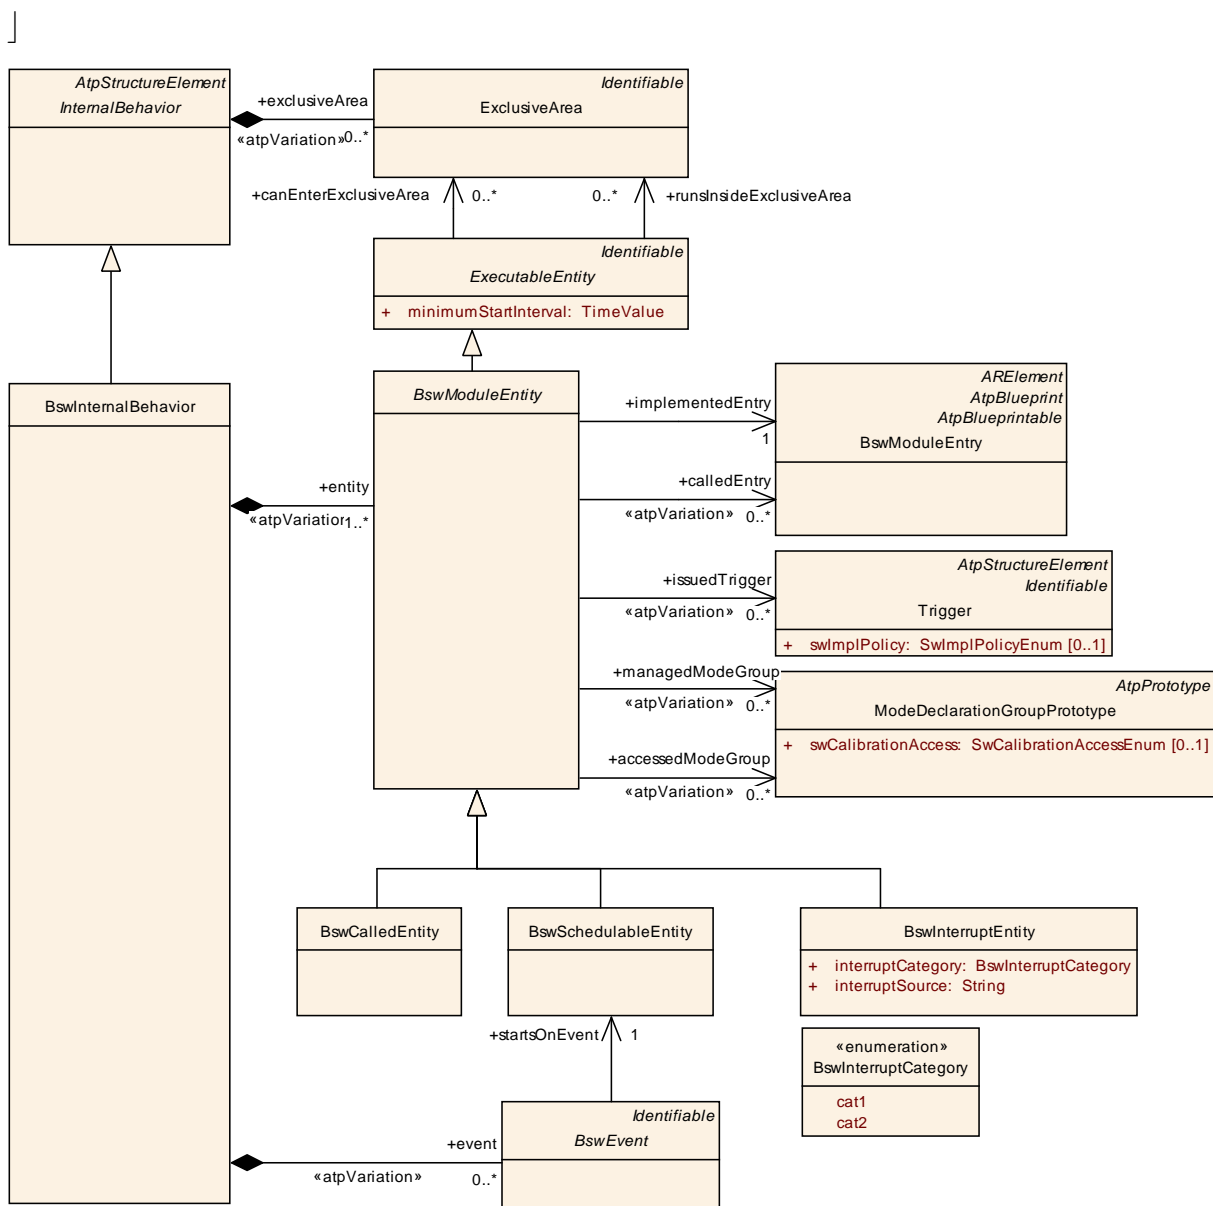 AtpStructureElement
InternalBehavior
+exclusiveArea
«atpVariation» 0..*
Identifiable
ExclusiveArea
+canEnterExclusiveArea 0..*
0..* +runsInsideExclusiveArea
Identifiable
ExecutableEntity
+ minimumStartInterval: TimeValue
BswInternalBehavior
BswModuleEntity
+entity
«atpVariation 1..*
+implementedEntry
1
ARElement
AtpBlueprint
AtpBlueprintable
BswModuleEntry
+calledEntry
«atpVariation» 0..*
+issuedTrigger
«atpVariation» 0..*
AtpStructureElement
Identifiable
Trigger
+ swImplPolicy: SwImplPolicyEnum [0..1]
+managedModeGroup
«atpVariation» 0..*
AtpPrototype
ModeDeclarationGroupPrototype
+ swCalibrationAccess: SwCalibrationAccessEnum [0..1]
+accessedModeGroup
«atpVariation» 0..*
BswCalledEntity
BswSchedulableEntity
BswInterruptEntity
+ interruptCategory: BswInterruptCategory
+ interruptSource: String
+startsOnEvent 1
«enumeration»
BswInterruptCategory
cat1
cat2
Identifiable
BswEvent
+event
«atpVariation» 0..*